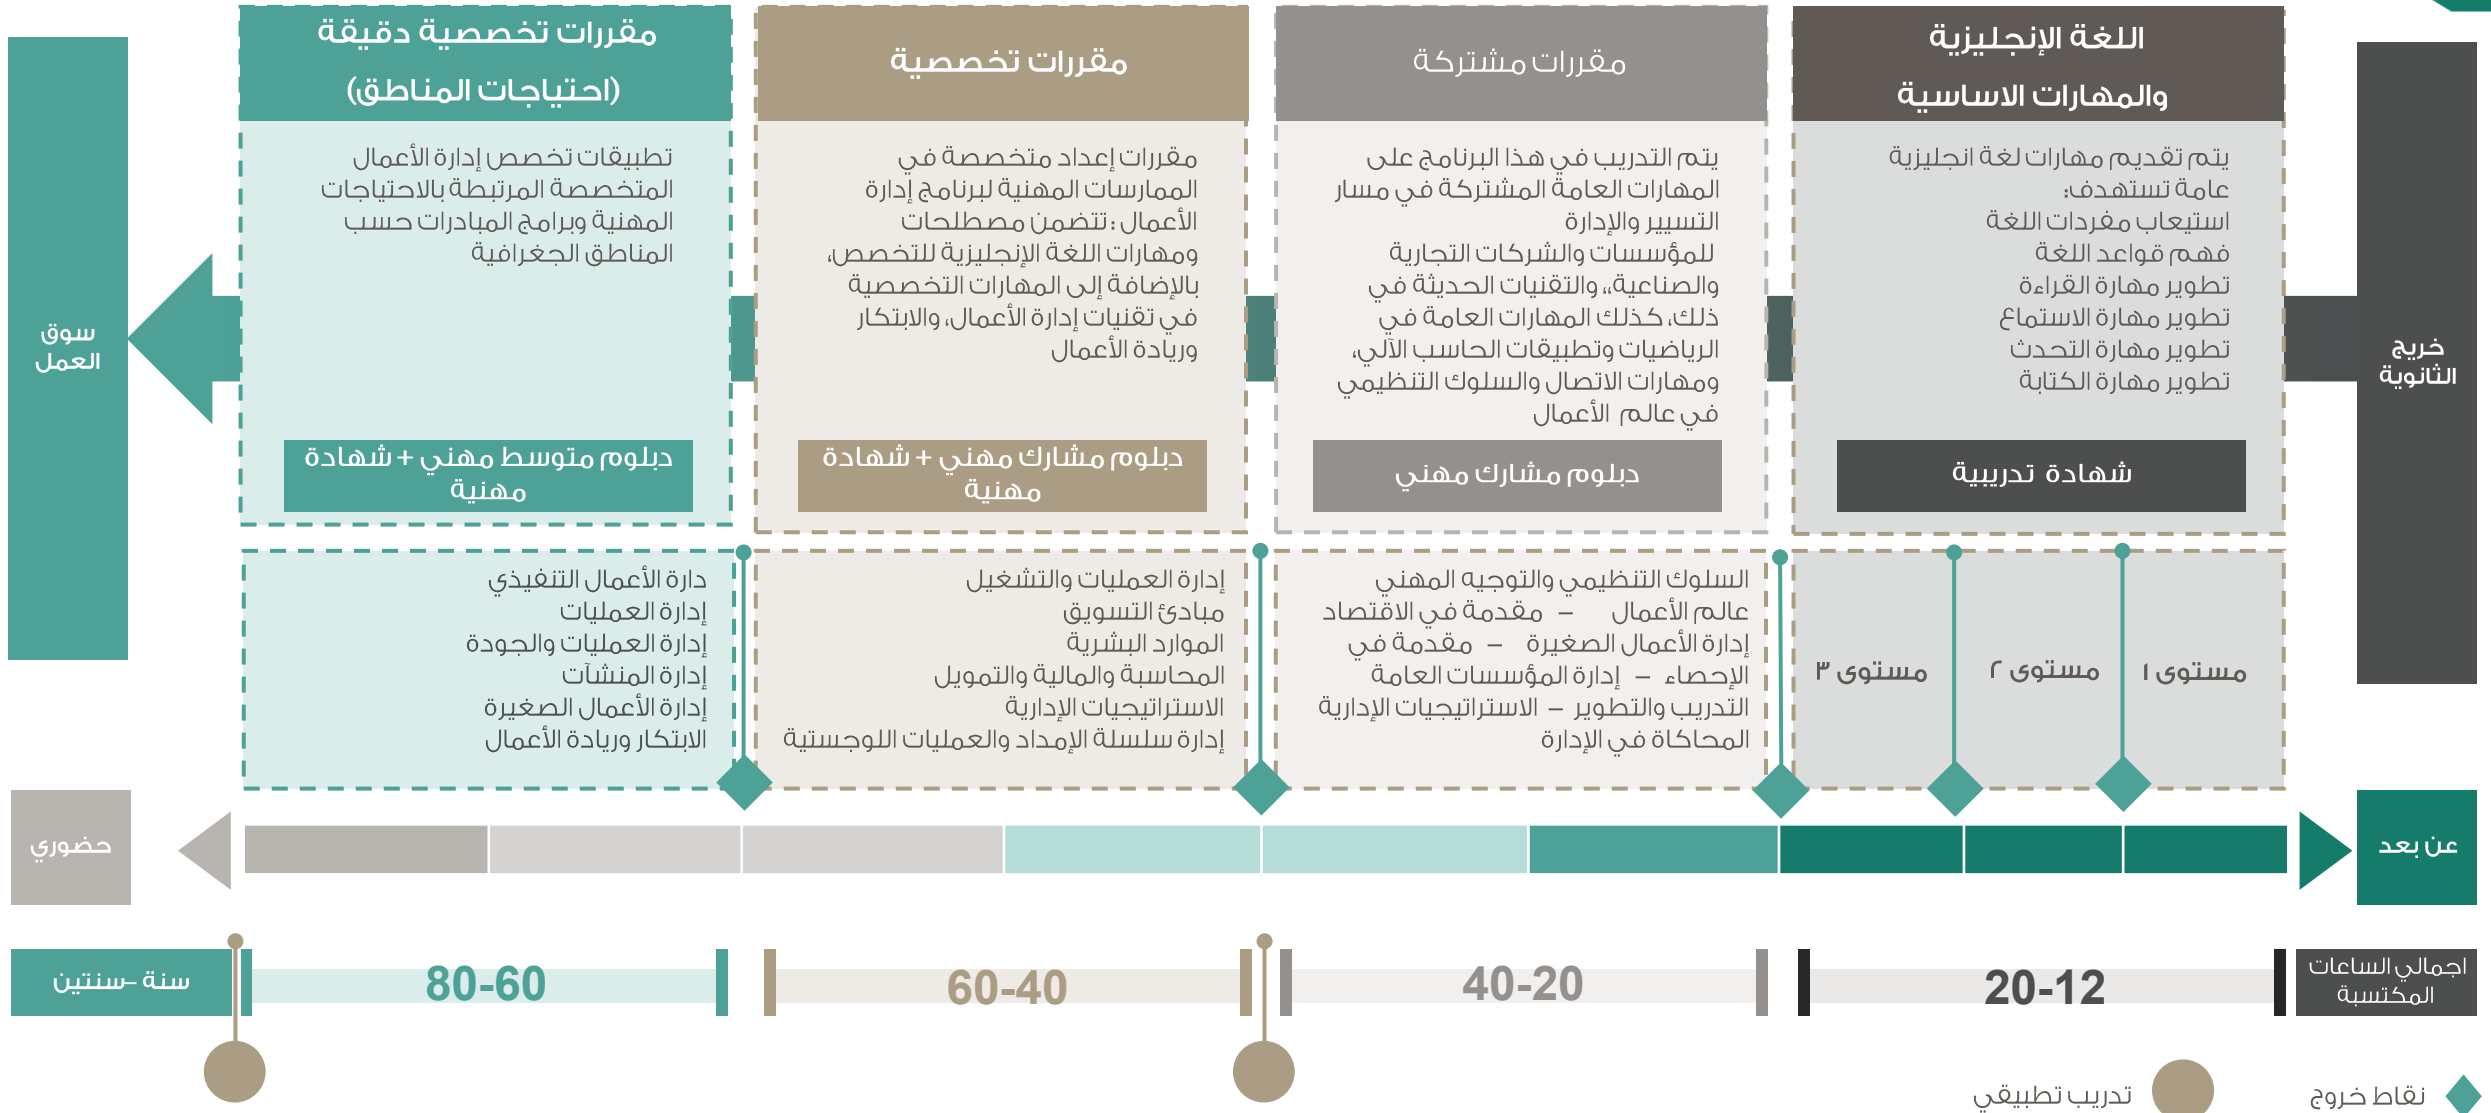 خريج
الثانوية
اللغة الإنجليزية
والمهارات الاساسية
يتم تقديم مهارات لغة انجليزية
عامة تستهدف:
استيعاب مفردات اللغة
فهم قواعد اللغة
تطوير مهارة القراءة
تطوير مهارة الاستماع
تطوير مهارة التحدث
تطوير مهارة الكتابة
شهادة تدريبية
مقررات مشتركة
يتم التدريب في هذا البرنامج على
المهارات العامة المشتركة في مسار
التسيير والإدارة
للمؤسسات والشركات التجارية
والصناعية،، والتقنيات الحديثة في
ذلك، كذلك المهارات العامة في
الرياضيات وتطبيقات الحاسب الآلي،
ومهارات الاتصال والسلوك التنظيمي
في عالم الأعمال
دبلوم مشارك مهني
مقررات تخصصية
مقررات إعداد متخصصة في
الممارسات المهنية لبرنامج إدارة
الأعمال : تتضمن مصطلحات
ومهارات اللغة الإنجليزية للتخصص،
بالإضافة إلى المهارات التخصصية
في تقنيات إدارة الأعمال، والابتكار
وريادة الأعمال
دبلوم مشارك مهني + شهادة
مهنية
مقررات تخصصية دقيقة
(احتياجات المناطق)
تطبيقات تخصص إدارة الأعمال
المتخصصة المرتبطة بالاحتياجات
المهنية وبرامج المبادرات حسب
المناطق الجغرافية
دبلوم متوسط مهني + شهادة
مهنية
سوق
العمل
مستوى ١
مستوى ٢
مستوى ٣
السلوك التنظيمي والتوجيه المهني
عالم الأعمال – مقدمة في الاقتصاد
إدارة الأعمال الصغيرة – مقدمة في
الإحصاء – إدارة المؤسسات العامة
التدريب والتطوير – الاستراتيجيات الإدارية
المحاكاة في الإدارة
إدارة العمليات والتشغيل
مبادئ التسويق
الموارد البشرية
المحاسبة والمالية والتمويل
الاستراتيجيات الإدارية
إدارة سلسلة الإمداد والعمليات اللوجستية
دارة الأعمال التنفيذي
إدارة العمليات
إدارة العمليات والجودة
إدارة المنشآت
إدارة الأعمال الصغيرة
الابتكار وريادة الأعمال
عن بعد
حضوري
اجمالي الساعات
المكتسبة
20-12
40-20
60-40
80-60
سنة –سنتين
نقاط خروج
تدريب تطبيقي